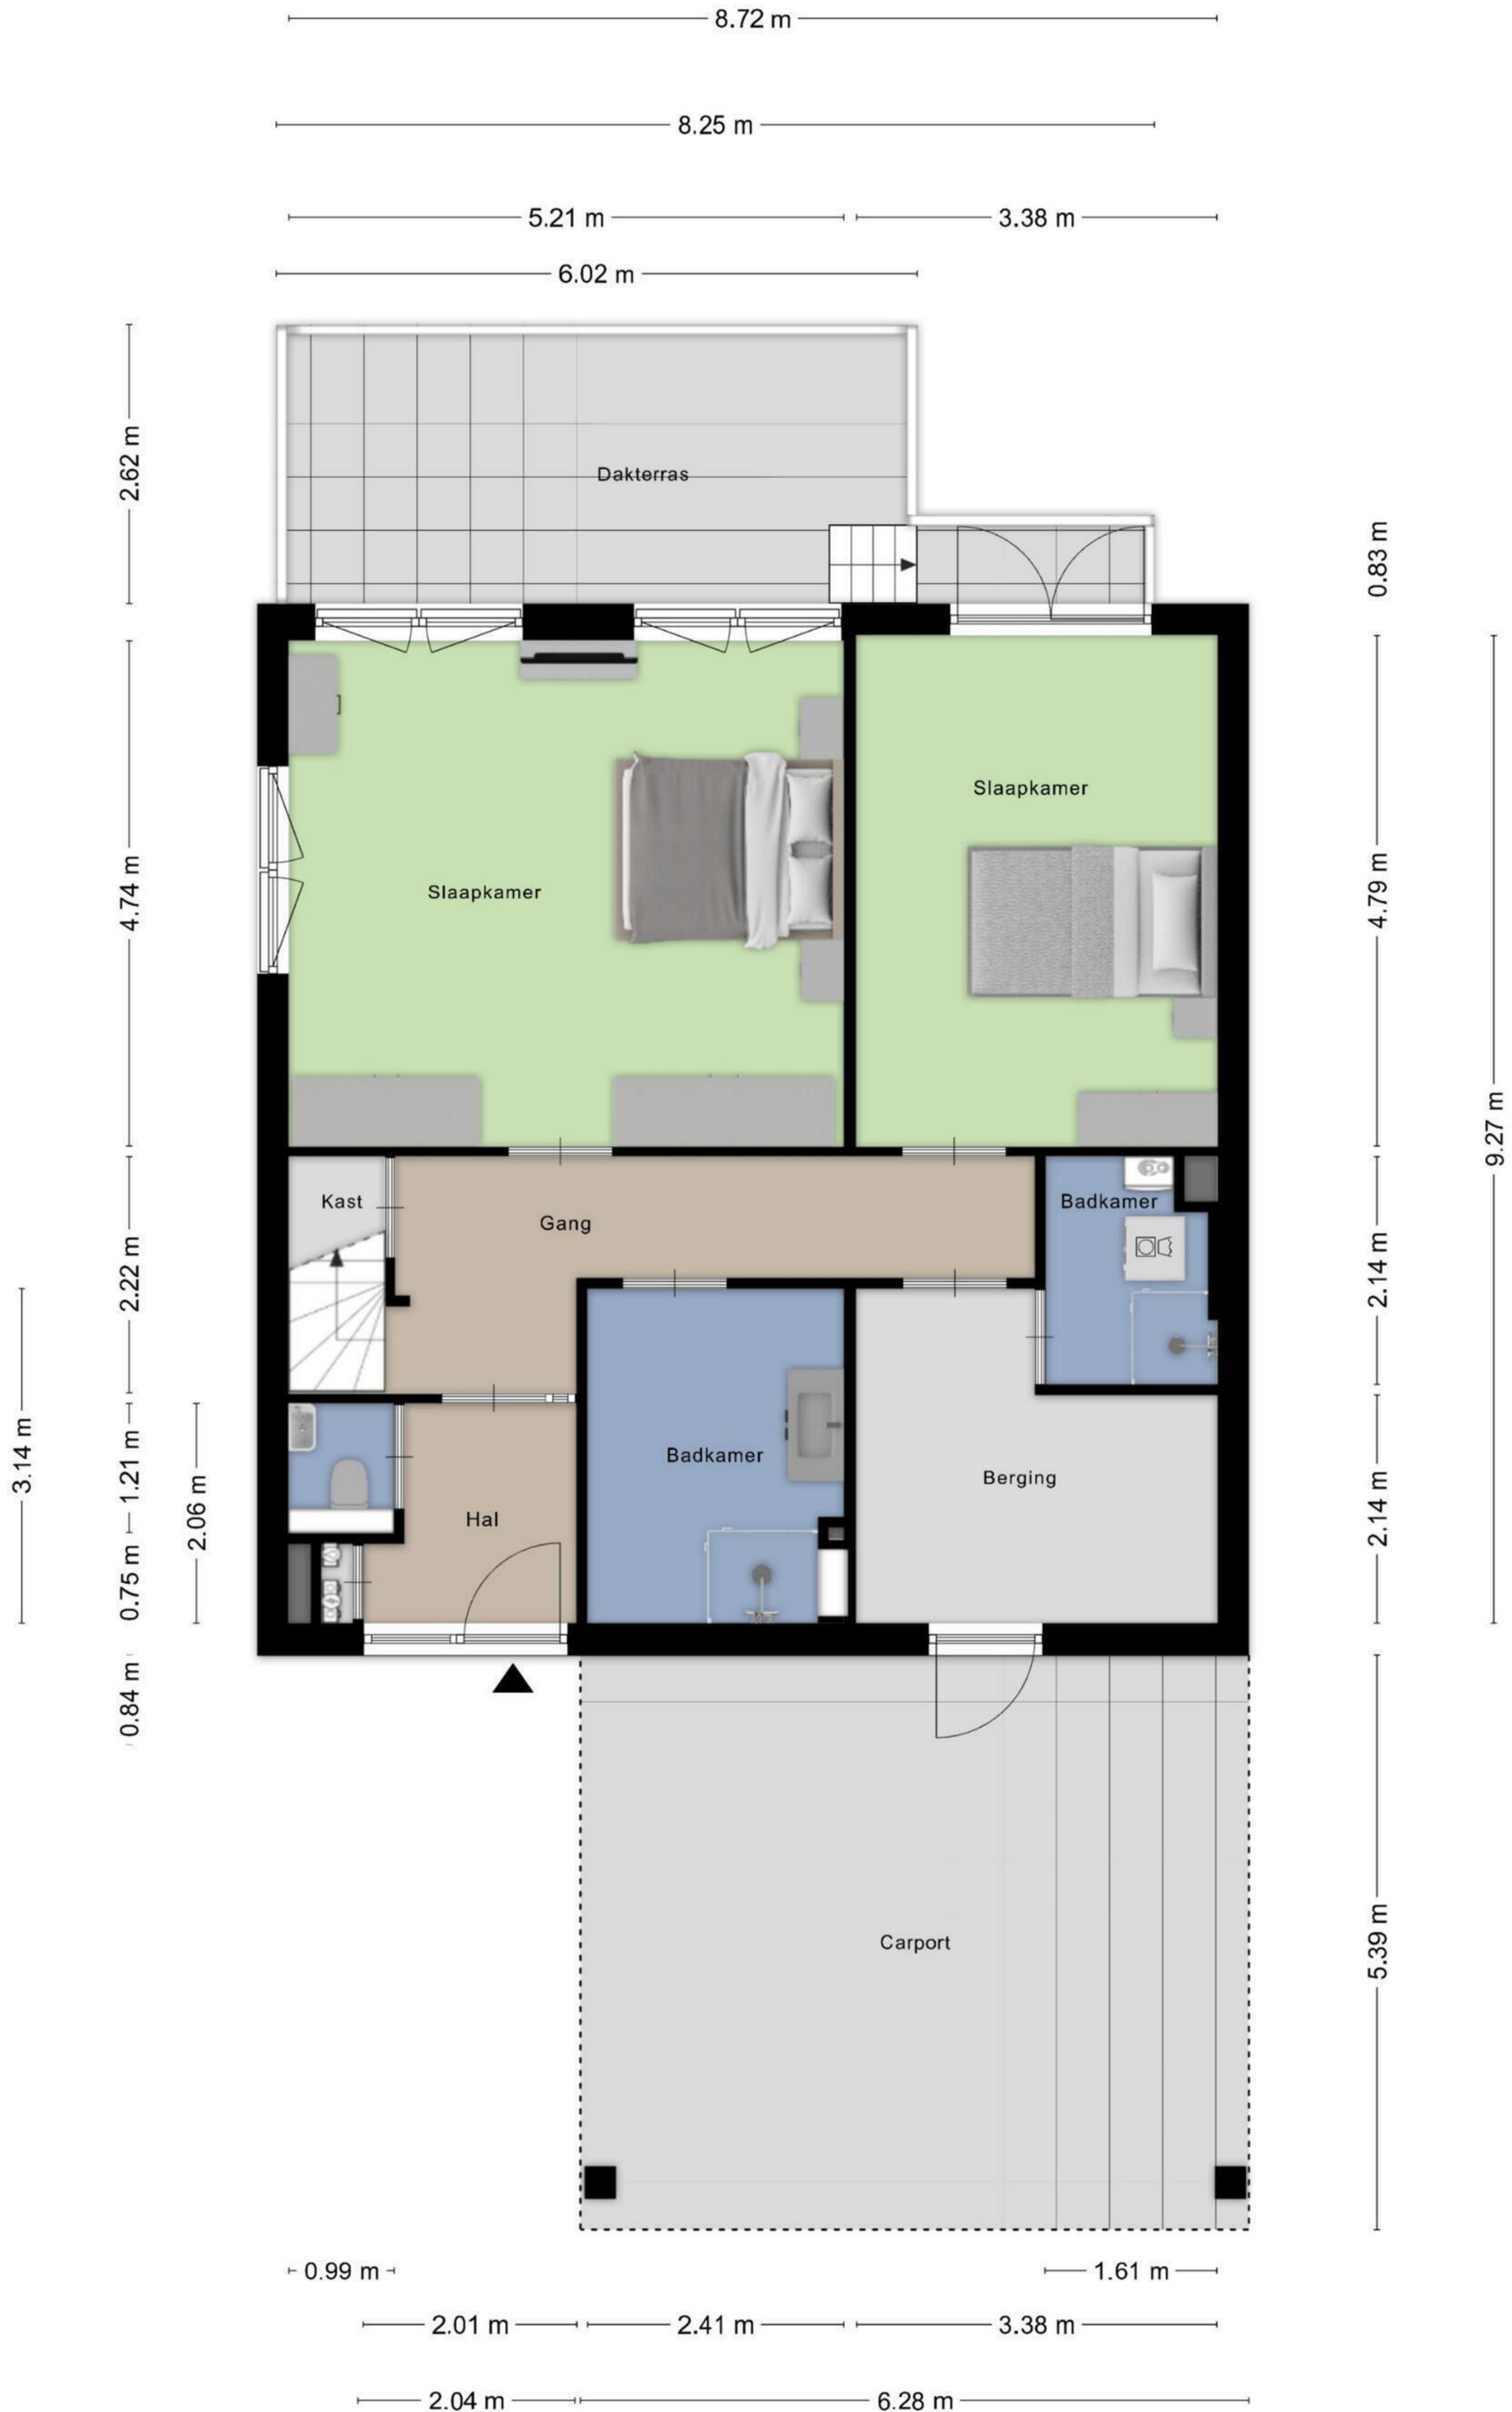 8.72 m
8.25 m
5.21 m
3.38 m
6.02 m
2.62 m
Dakterras
0.83 m
Slaapkamer
4.74 m
Slaapkamer
4.79 m
9.27 m
Kast
Gang
Badkamer
2.22 m
2.14 m
3.14 m
1.21 m
2.06 m
Badkamer
Berging
Hal
2.14 m
0.75 m
0.84 m
Carport
5.39 m
0.99 m
1.61 m
2.01 m
2.41 m
3.38 m
2.04 m
6.28 m